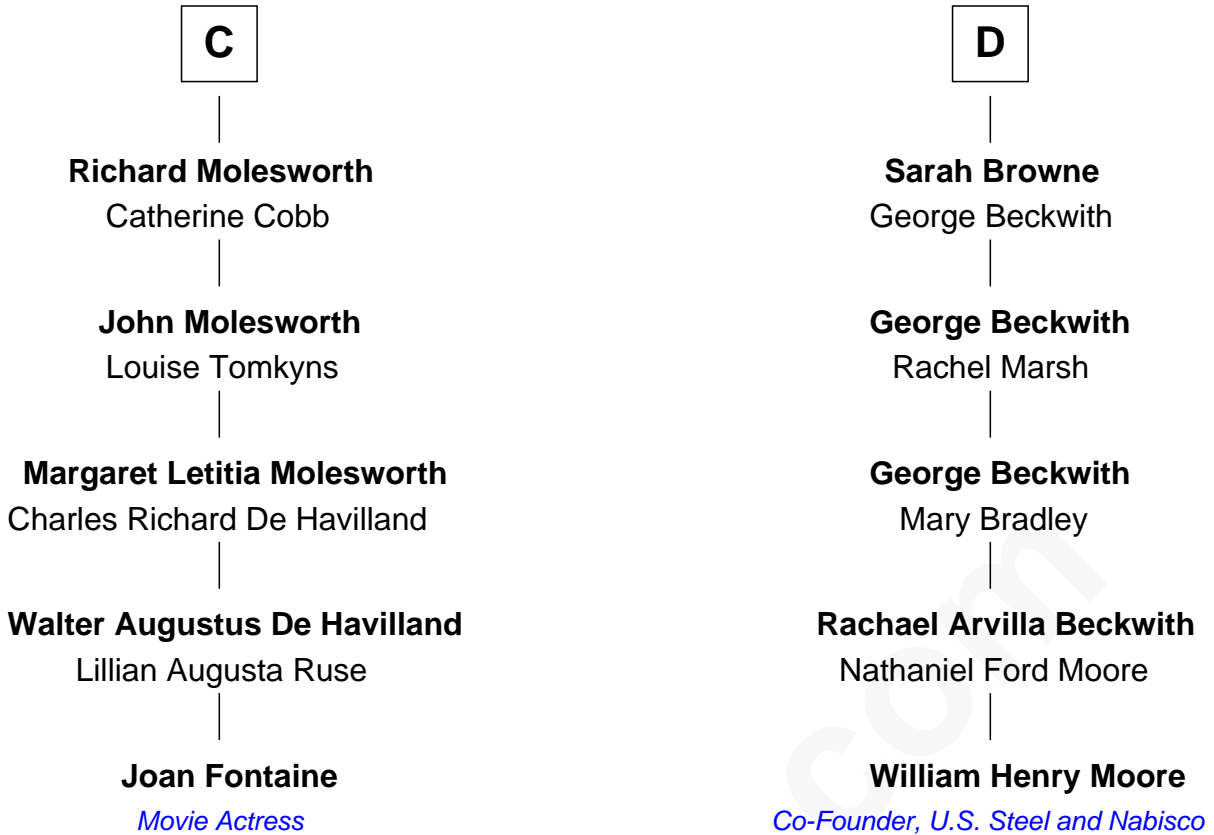 C
Richard Molesworth
Catherine Cobb
John Molesworth
Louise Tomkyns
Margaret Letitia Molesworth
Charles Richard De Havilland
Walter Augustus De Havilland
Lillian Augusta Ruse
Joan Fontaine
Movie Actress
D
Sarah Browne
George Beckwith
George Beckwith
Rachel Marsh
George Beckwith
Mary Bradley
Rachael Arvilla Beckwith
Nathaniel Ford Moore
William Henry Moore
Co-Founder, U.S. Steel and Nabisco
com